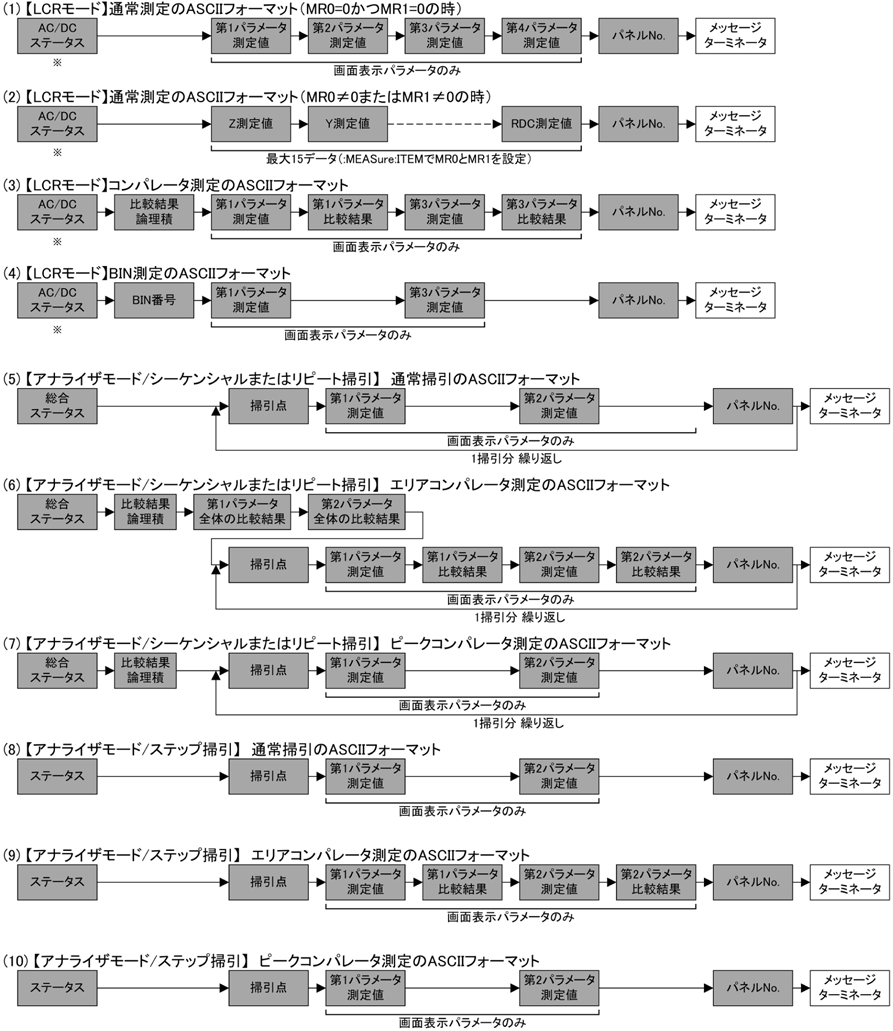 (1)【LCRモード】通常測定のASCIIフォーマット(MR0=0かつMR1=0の時)
AC/DC ステータス 第1パラメータ 測定値 第2パラメータ 測定値 第3パラメータ 測定値 第4パラメータ 測定値 パネルNo. メッセージ ターミネータ
※ 画面表示パラメータのみ
(2)【LCRモード】通常測定のASCIIフォーマット(MR0≠0またはMR1≠0の時)
AC/DC ステータス Z測定値 Y測定値 RDC測定値 パネルNo. メッセージ ターミネータ
※ 最大15データ(:MEASure:ITEMでMR0とMR1を設定)
(3)【LCRモード】コンパレータ測定のASCIIフォーマット
AC/DC ステータス 比較結果 論理積 第1パラメータ 測定値 第1パラメータ 比較結果 第3パラメータ 測定値 第3パラメータ 比較結果 パネルNo. メッセージ ターミネータ
※ 画面表示パラメータのみ
(4)【LCRモード】BIN測定のASCIIフォーマット
AC/DC ステータス BIN番号 第1パラメータ 測定値 第3パラメータ 測定値 パネルNo. メッセージ ターミネータ
※ 画面表示パラメータのみ
(5)【アナライザモード/シーケンシャルまたはリピート掃引】 通常掃引のASCIIフォーマット
総合 ステータス 掃引点 第1パラメータ 測定値 第2パラメータ 測定値 パネルNo. メッセージ ターミネータ
画面表示パラメータのみ
1掃引分 繰り返し
(6)【アナライザモード/シーケンシャルまたはリピート掃引】 エリアコンパレータ測定のASCIIフォーマット
総合 ステータス 比較結果 論理積 第1パラメータ 全体の比較結果 第2パラメータ 全体の比較結果
掃引点 第1パラメータ 測定値 第1パラメータ 比較結果 第2パラメータ 測定値 第2パラメータ 比較結果 パネルNo. メッセージ ターミネータ
画面表示パラメータのみ
1掃引分 繰り返し
(7)【アナライザモード/シーケンシャルまたはリピート掃引】 ピークコンパレータ測定のASCIIフォーマット
総合 ステータス 比較結果 論理積 掃引点 第1パラメータ 測定値 第2パラメータ 測定値 パネルNo. メッセージ ターミネータ
画面表示パラメータのみ
1掃引分 繰り返し
(8)【アナライザモード/ステップ掃引】 通常掃引のASCIIフォーマット
ステータス 掃引点 第1パラメータ 測定値 第2パラメータ 測定値 パネルNo. メッセージ ターミネータ
画面表示パラメータのみ
(9)【アナライザモード/ステップ掃引】 エリアコンパレータ測定のASCIIフォーマット
ステータス 掃引点 第1パラメータ 測定値 第1パラメータ 比較結果 第2パラメータ 測定値 第2パラメータ 比較結果 パネルNo. メッセージ ターミネータ
画面表示パラメータのみ
(10)【アナライザモード/ステップ掃引】 ピークコンパレータ測定のASCIIフォーマット
ステータス 掃引点 第1パラメータ 測定値 第2パラメータ 測定値 パネルNo. メッセージ ターミネータ
画面表示パラメータのみ